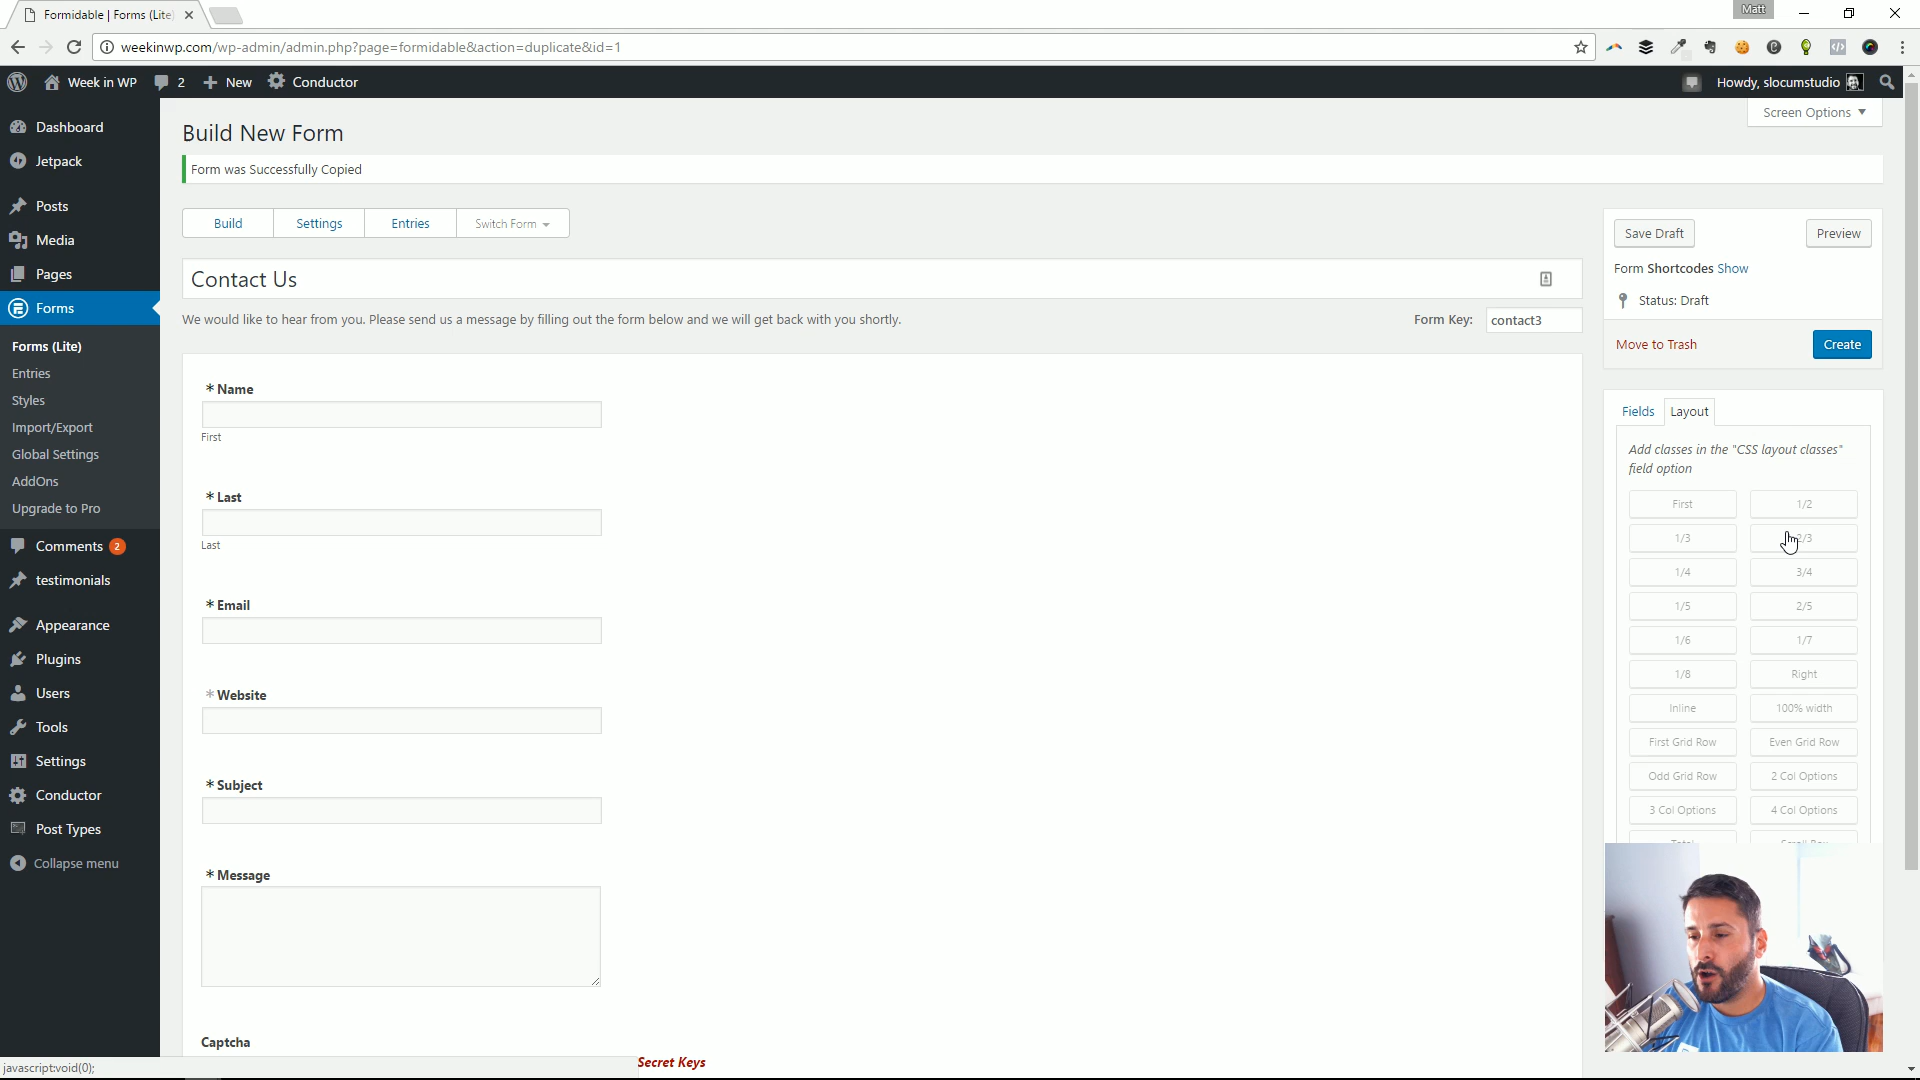 Formidable | Forms (Lite)
Matt
weekinwp.com/wp-admin/admin.php?page=formidable&action=duplicate&id=1
Week in WP
2
New
Conductor
Howdy, slocumstudio
Screen Options
Dashboard
Jetpack
Posts
Media
Pages
Forms
Forms (Lite)
Entries
Styles
Import/Export
Global Settings
AddOns
Upgrade to Pro
Comments 2
testimonials
Appearance
Plugins
Users
Tools
Settings
Conductor
Post Types
Collapse menu
Build New Form
Form was Successfully Copied
Build
Settings
Entries
Switch Form
Contact Us
We would like to hear from you. Please send us a message by filling out the form below and we will get back with you shortly.
Form Key: contact3
* Name
First
* Last
Last
* Email
* Website
* Subject
* Message
Captcha
Secret Keys
Save Draft
Preview
Form Shortcodes Show
Status: Draft
Move to Trash
Create
Fields
Layout
Add classes in the "CSS layout classes"
field option
First
1/2
1/3
2/3
1/4
3/4
1/5
2/5
1/6
1/7
1/8
Right
Inline
100% width
First Grid Row
Even Grid Row
Odd Grid Row
2 Col Options
3 Col Options
4 Col Options
javascript:void(0);